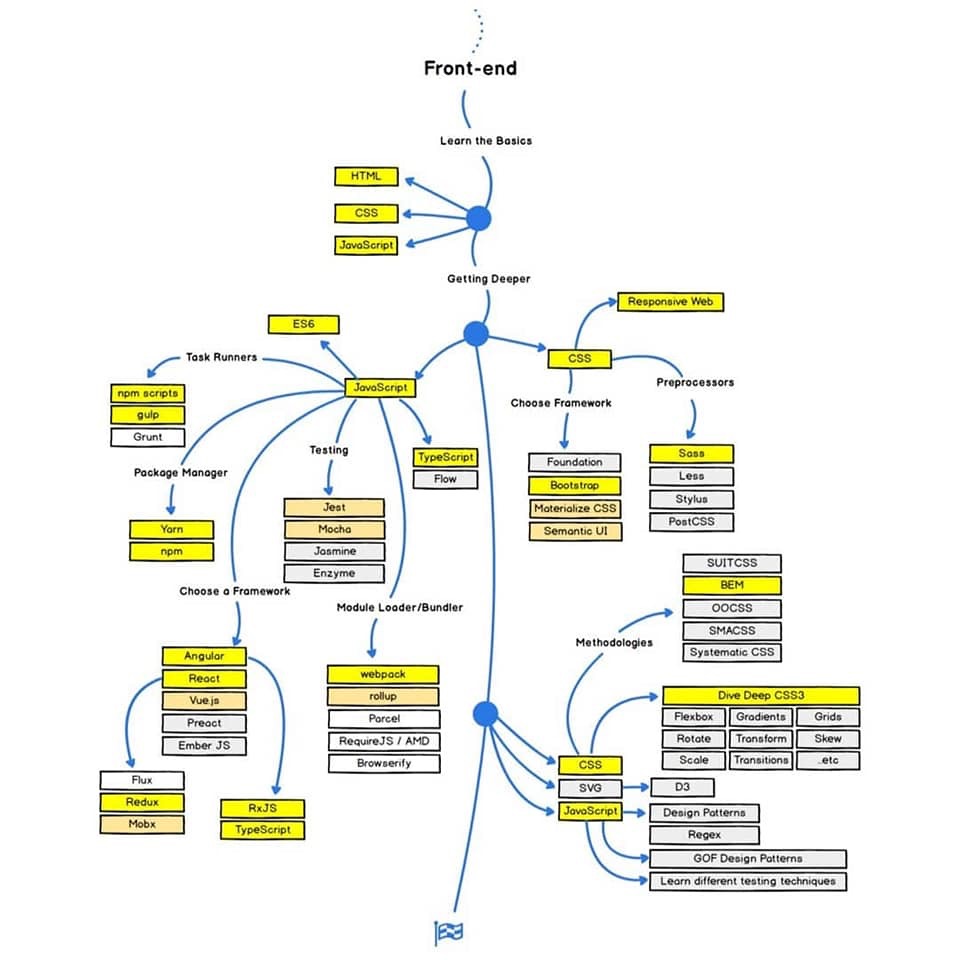 Front-end
Learn the Basics
HTML
CSS
JavaScript
Getting Deeper
Responsive Web
ES6
Task Runners
CSS
JavaScript
Preprocessors
npm scripts
gulp
Grunt
Choose Framework
Testing
TypeScript
Flow
Sass
Less
Stylus
PostCSS
Foundation
Bootstrap
Materialize CSS
Semantic UI
Package Manager
Yarn
npm
Jest
Mocha
Jasmine
Enzyme
Choose a Framework
Module Loader/Bundler
SUITCSS
BEM
OOCSS
SMACSS
Systematic CSS
Methodologies
Angular
React
Vue.js
Preact
Ember JS
webpack
rollup
Parcel
RequireJS / AMD
Browserify
Dive Deep CSS3
Flexbox Gradients Grids
Rotate Transform Skew
Scale Transitions ..etc
Flux
Redux
Mobx
RxJS
TypeScript
CSS
SVG
D3
JavaScript
Design Patterns
Regex
GOF Design Patterns
Learn different testing techniques